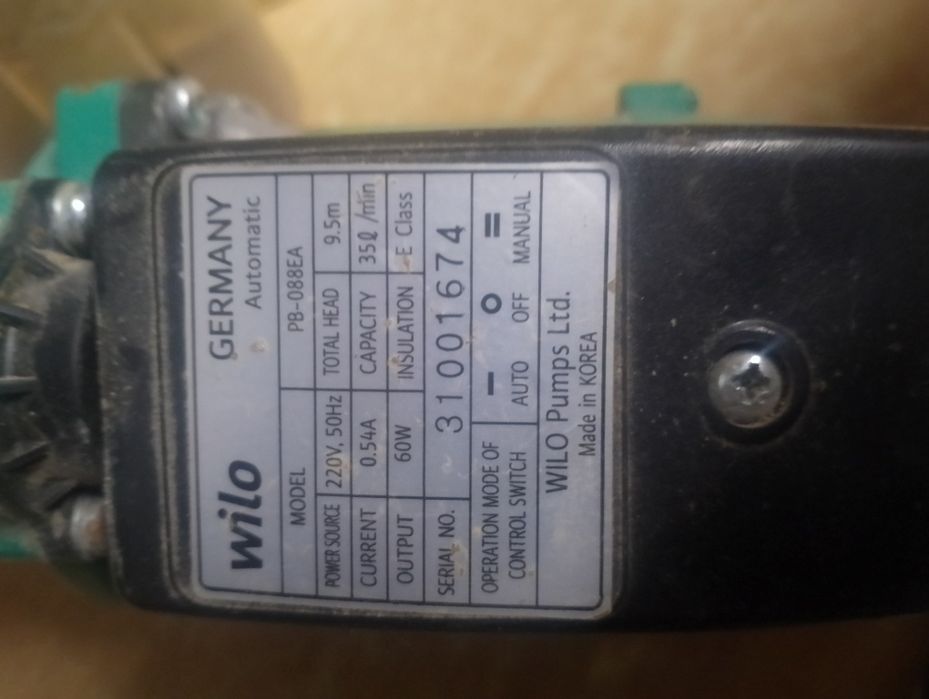 wilo GERMANY
Automatic
MODEL PB-088EA
POWER SOURCE 220V, 50Hz TOTAL HEAD 9.5m
CURRENT 0.54A CAPACITY 35ℓ/min
OUTPUT 60W INSULATION E Class
SERIAL NO. 31001674
OPERATION MODE OF CONTROL SWITCH
– O =
AUTO OFF MANUAL
WILO Pumps Ltd.
Made in KOREA